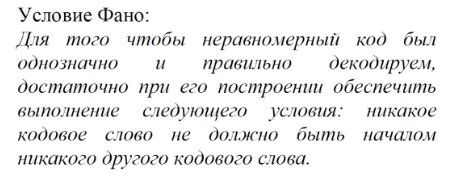 Условие Фано:
Для того чтобы неравномерный код был
однозначно и правильно декодируем,
достаточно при его построении обеспечить
выполнение следующего условия: никакое
кодовое слово не должно быть началом
никакого другого кодового слова.